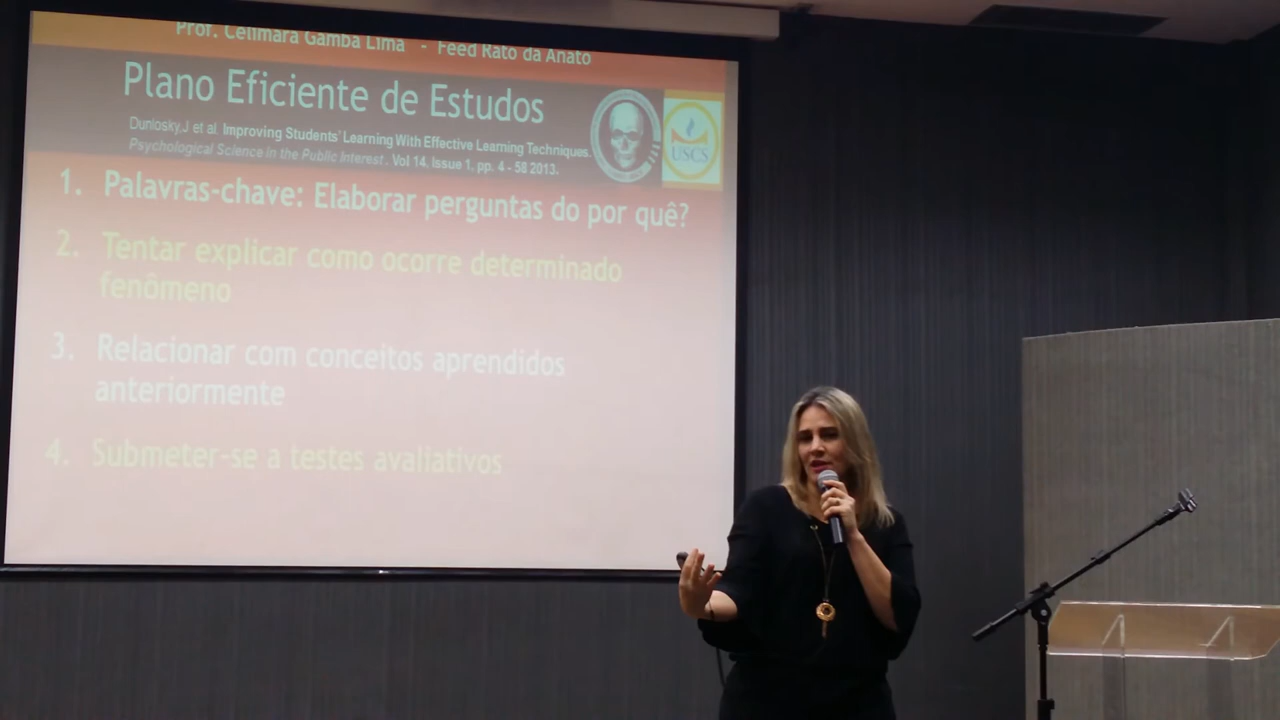 Prof. Celimara Gamba Lima - Feed Rato da Anato
Plano Eficiente de Estudos
Dunlosky,J et al. Improving Students' Learning With Effective Learning Techniques.
Psychological Science in the Public Interest . Vol 14, Issue 1, pp. 4 - 58 2013.
USCS
1. Palavras-chave: Elaborar perguntas do por quê?
2. Tentar explicar como ocorre determinado
fenômeno
3. Relacionar com conceitos aprendidos
anteriormente
4. Submeter-se a testes avaliativos